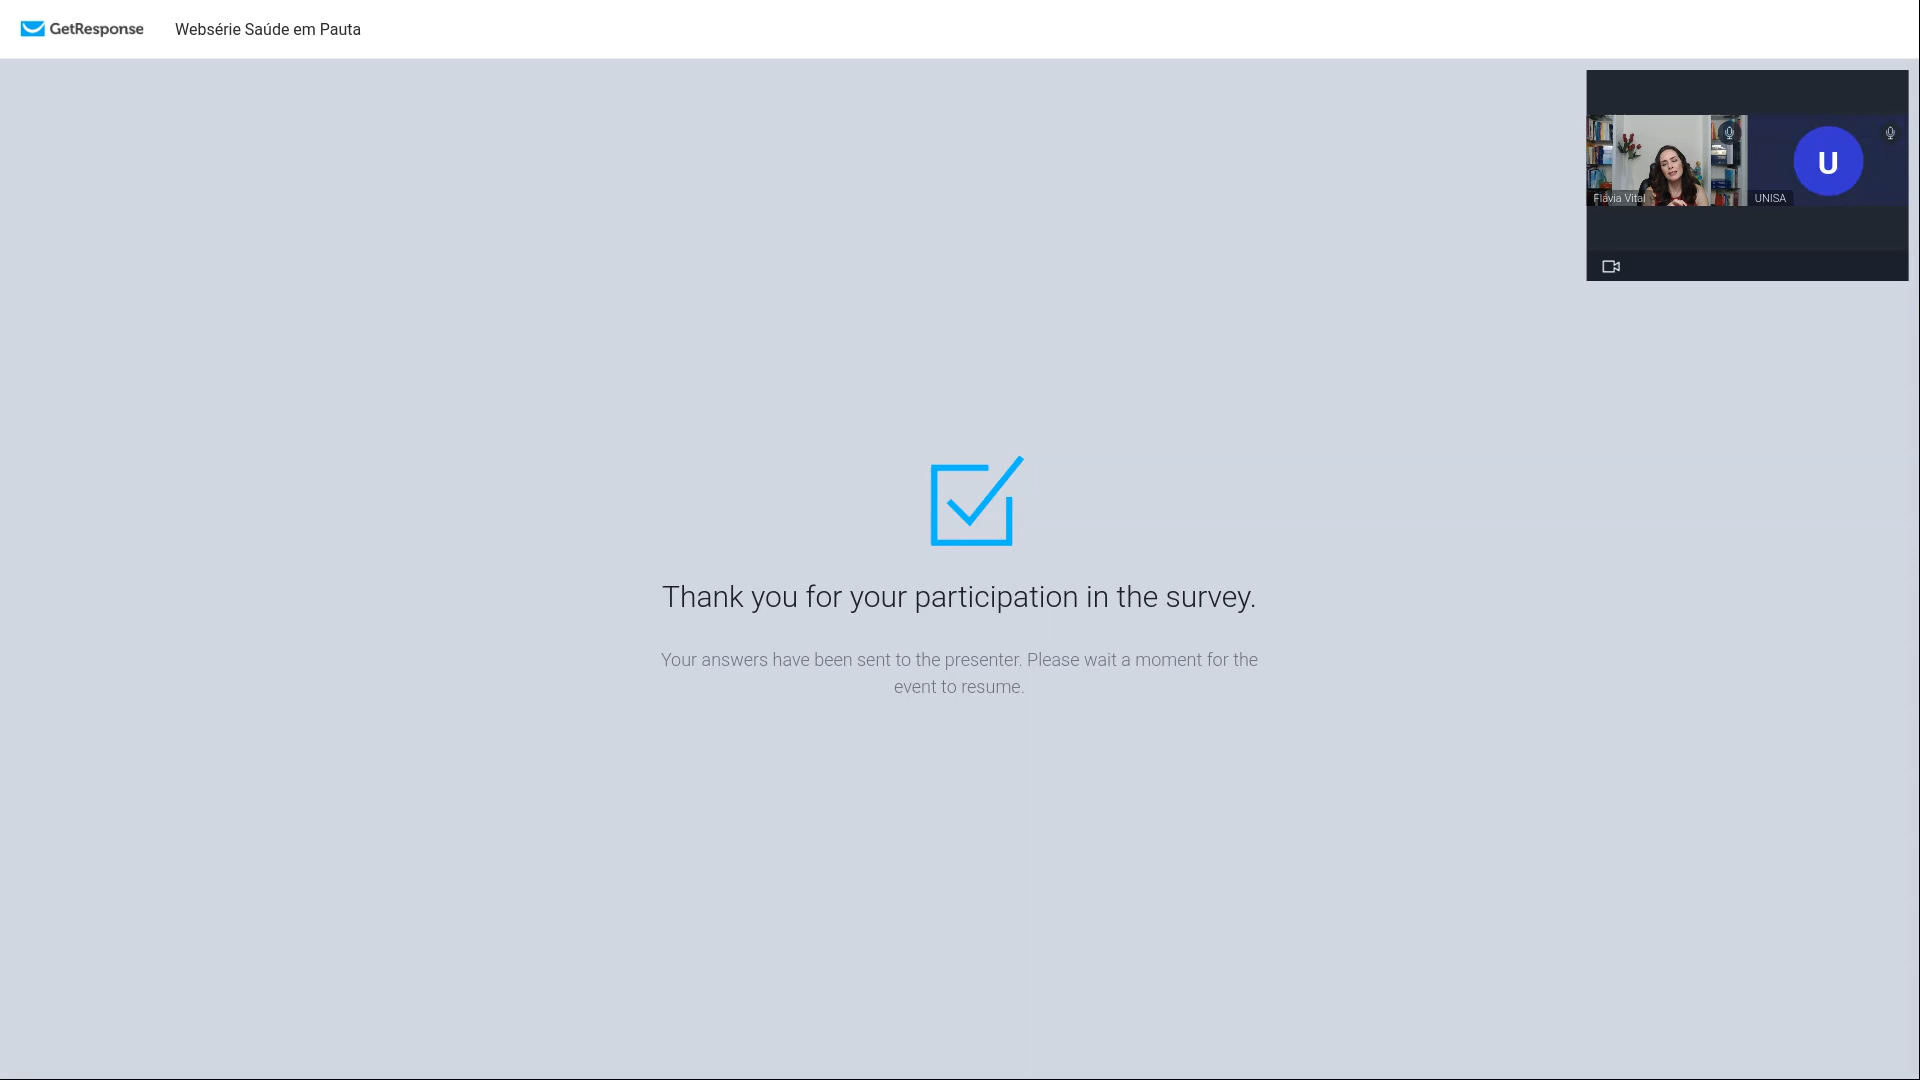 GetResponse
Websérie Saúde em Pauta
U
Flávia Vital
UNISA
Thank you for your participation in the survey.
Your answers have been sent to the presenter. Please wait a moment for the
event to resume.